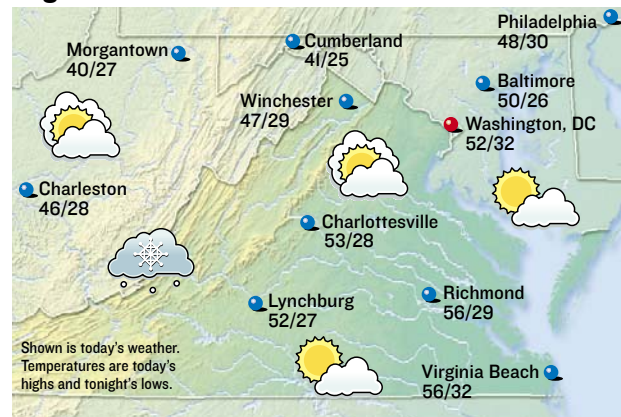 Philadelphia
48/30
Morgantown
40/27
Cumberland
41/25
Baltimore
50/26
Winchester
47/29
Washington, DC
52/32
Charleston
46/28
Charlottesville
53/28
Lynchburg
52/27
Richmond
56/29
Shown is today's weather.
Temperatures are today's
highs and tonight's lows.
Virginia Beach
56/32